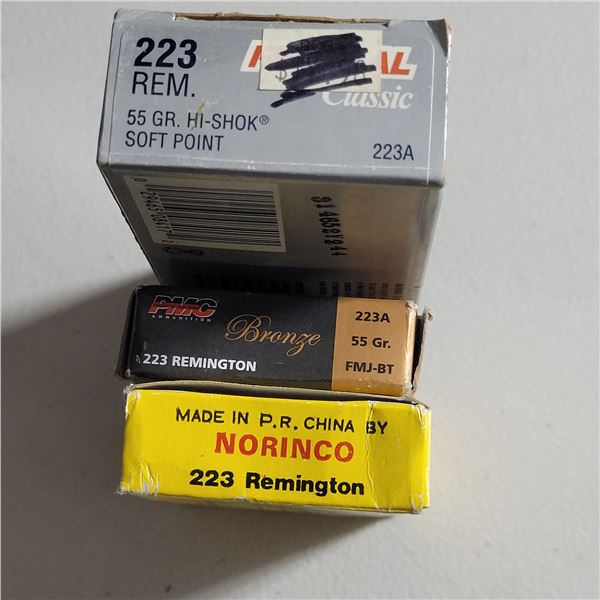 223
REM.
Classic
55 GR. HI-SHOK®
SOFT POINT
223A
PMC
AMMUNITION
Bronze
223 REMINGTON
223A
55 Gr.
FMJ-BT
MADE IN P.R. CHINA BY
NORINCO
223 Remington